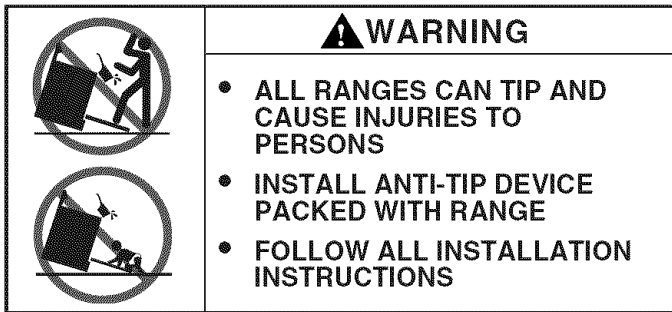 WARNING
• ALL RANGES CAN TIP AND
CAUSE INJURIES TO
PERSONS
• INSTALL ANTI-TIP DEVICE
PACKED WITH RANGE
• FOLLOW ALL INSTALLATION
INSTRUCTIONS